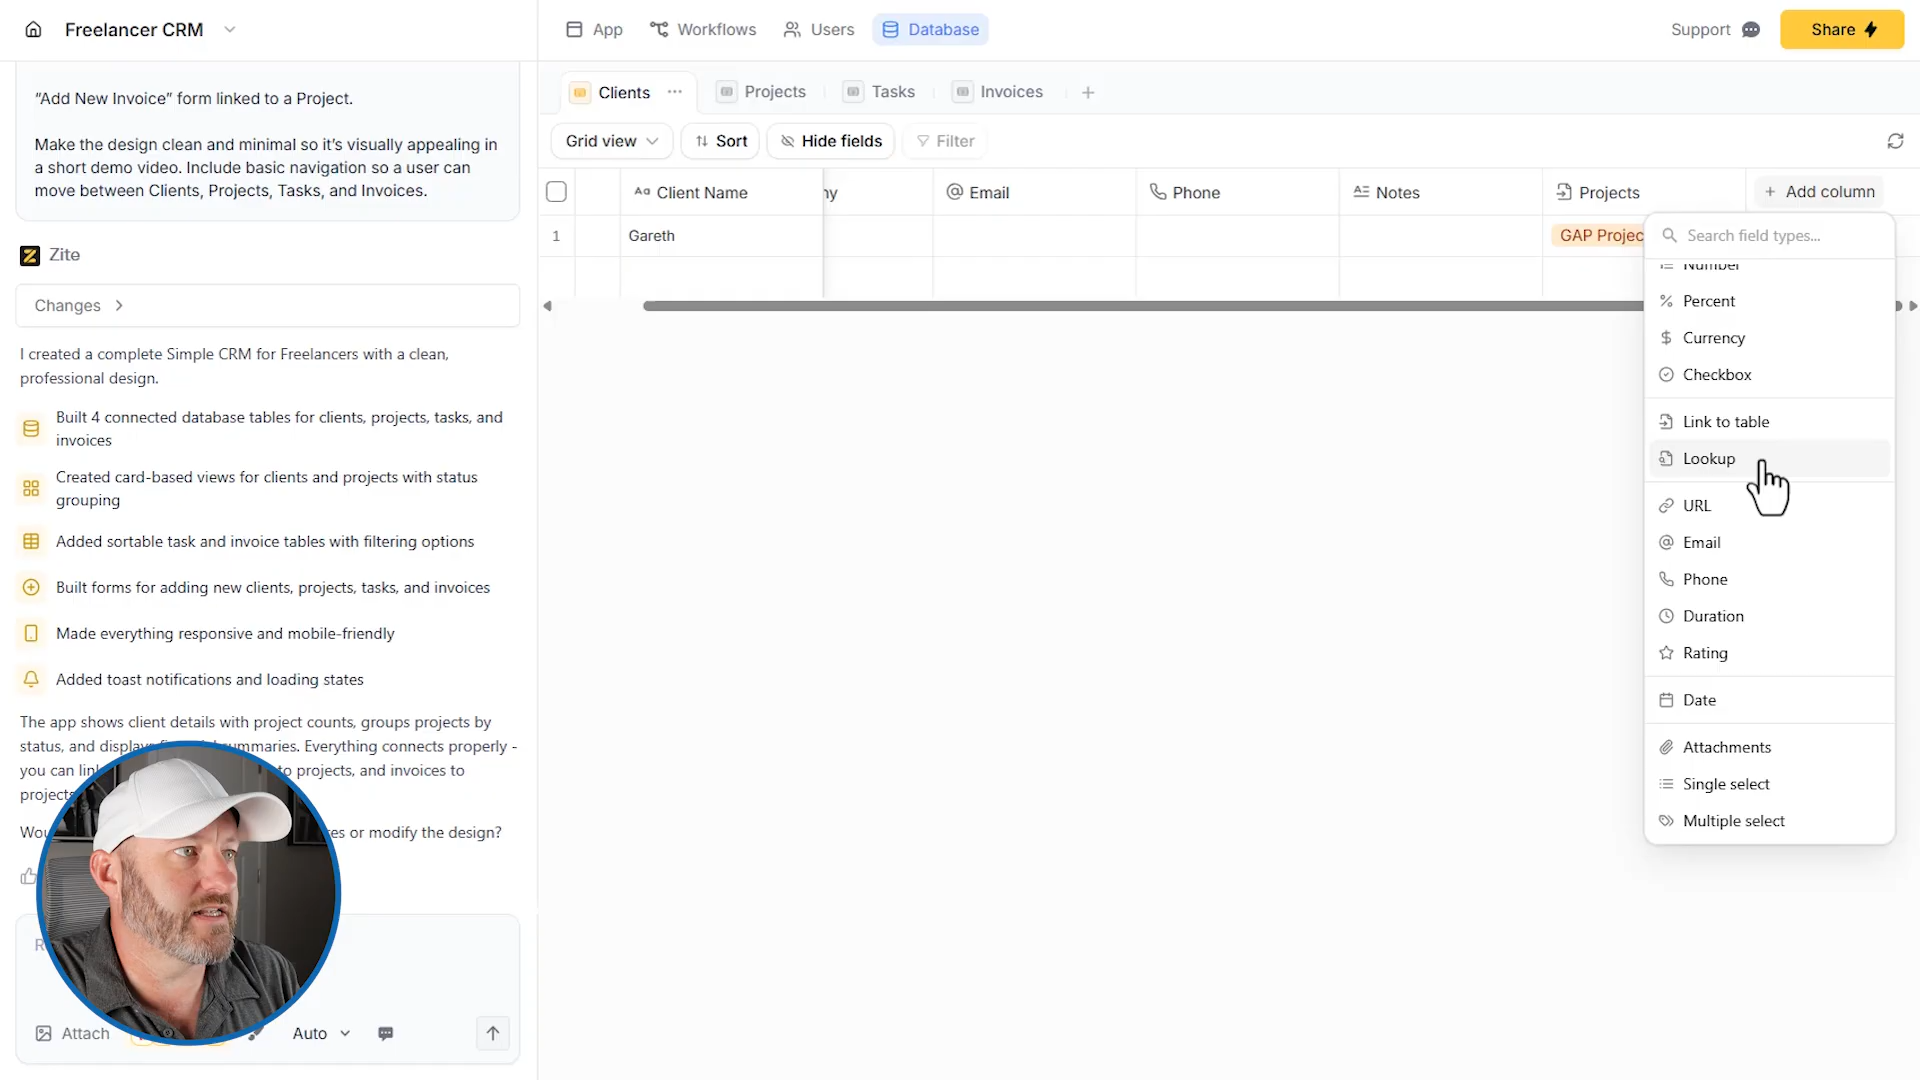 Freelancer CRM
App
Workflows
Users
Database
Support
Share
“Add New Invoice” form linked to a Project.
Make the design clean and minimal so it’s visually appealing in
a short demo video. Include basic navigation so a user can
move between Clients, Projects, Tasks, and Invoices.
Zite
Changes
I created a complete Simple CRM for Freelancers with a clean,
professional design.
Built 4 connected database tables for clients, projects, tasks, and
invoices
Created card-based views for clients and projects with status
grouping
Added sortable task and invoice tables with filtering options
Built forms for adding new clients, projects, tasks, and invoices
Made everything responsive and mobile-friendly
Added toast notifications and loading states
The app shows client details with project counts, groups projects by
status, and displays summaries. Everything connects properly -
you can to projects, and invoices to
or modify the design?
Attach
Auto
Clients
Projects
Tasks
Invoices
Grid view
Sort
Hide fields
Filter
Client Name
ny
Email
Phone
Notes
Projects
Add column
1
Gareth
GAP Projec
Search field types...
Number
Percent
Currency
Checkbox
Link to table
Lookup
URL
Email
Phone
Duration
Rating
Date
Attachments
Single select
Multiple select